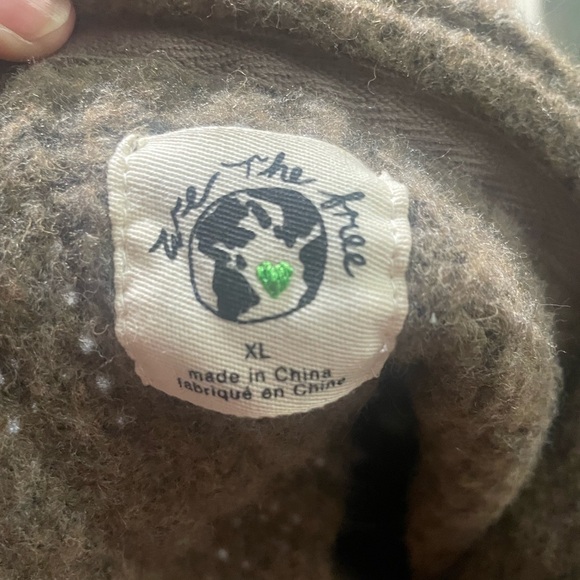 we The free
XL
made in China
fabriqué en Chine